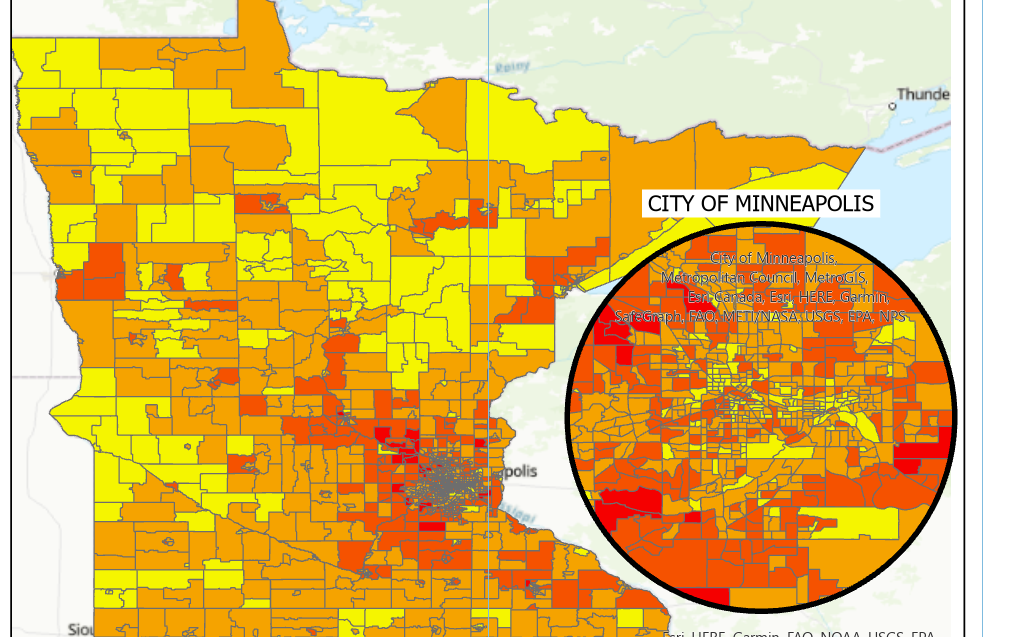 Rainy
Thunde
CITY OF MINNEAPOLIS
City of Minneapolis,
Metropolitan Council, MetroGIS,
Esri Canada, Esri, HERE, Garmin,
SafeGraph, FAO, METI/NASA, USGS, EPA, NPS
polis
issippi
Siou
Esri, HERE, Garmin, FAO, NOAA, USGS, EPA,